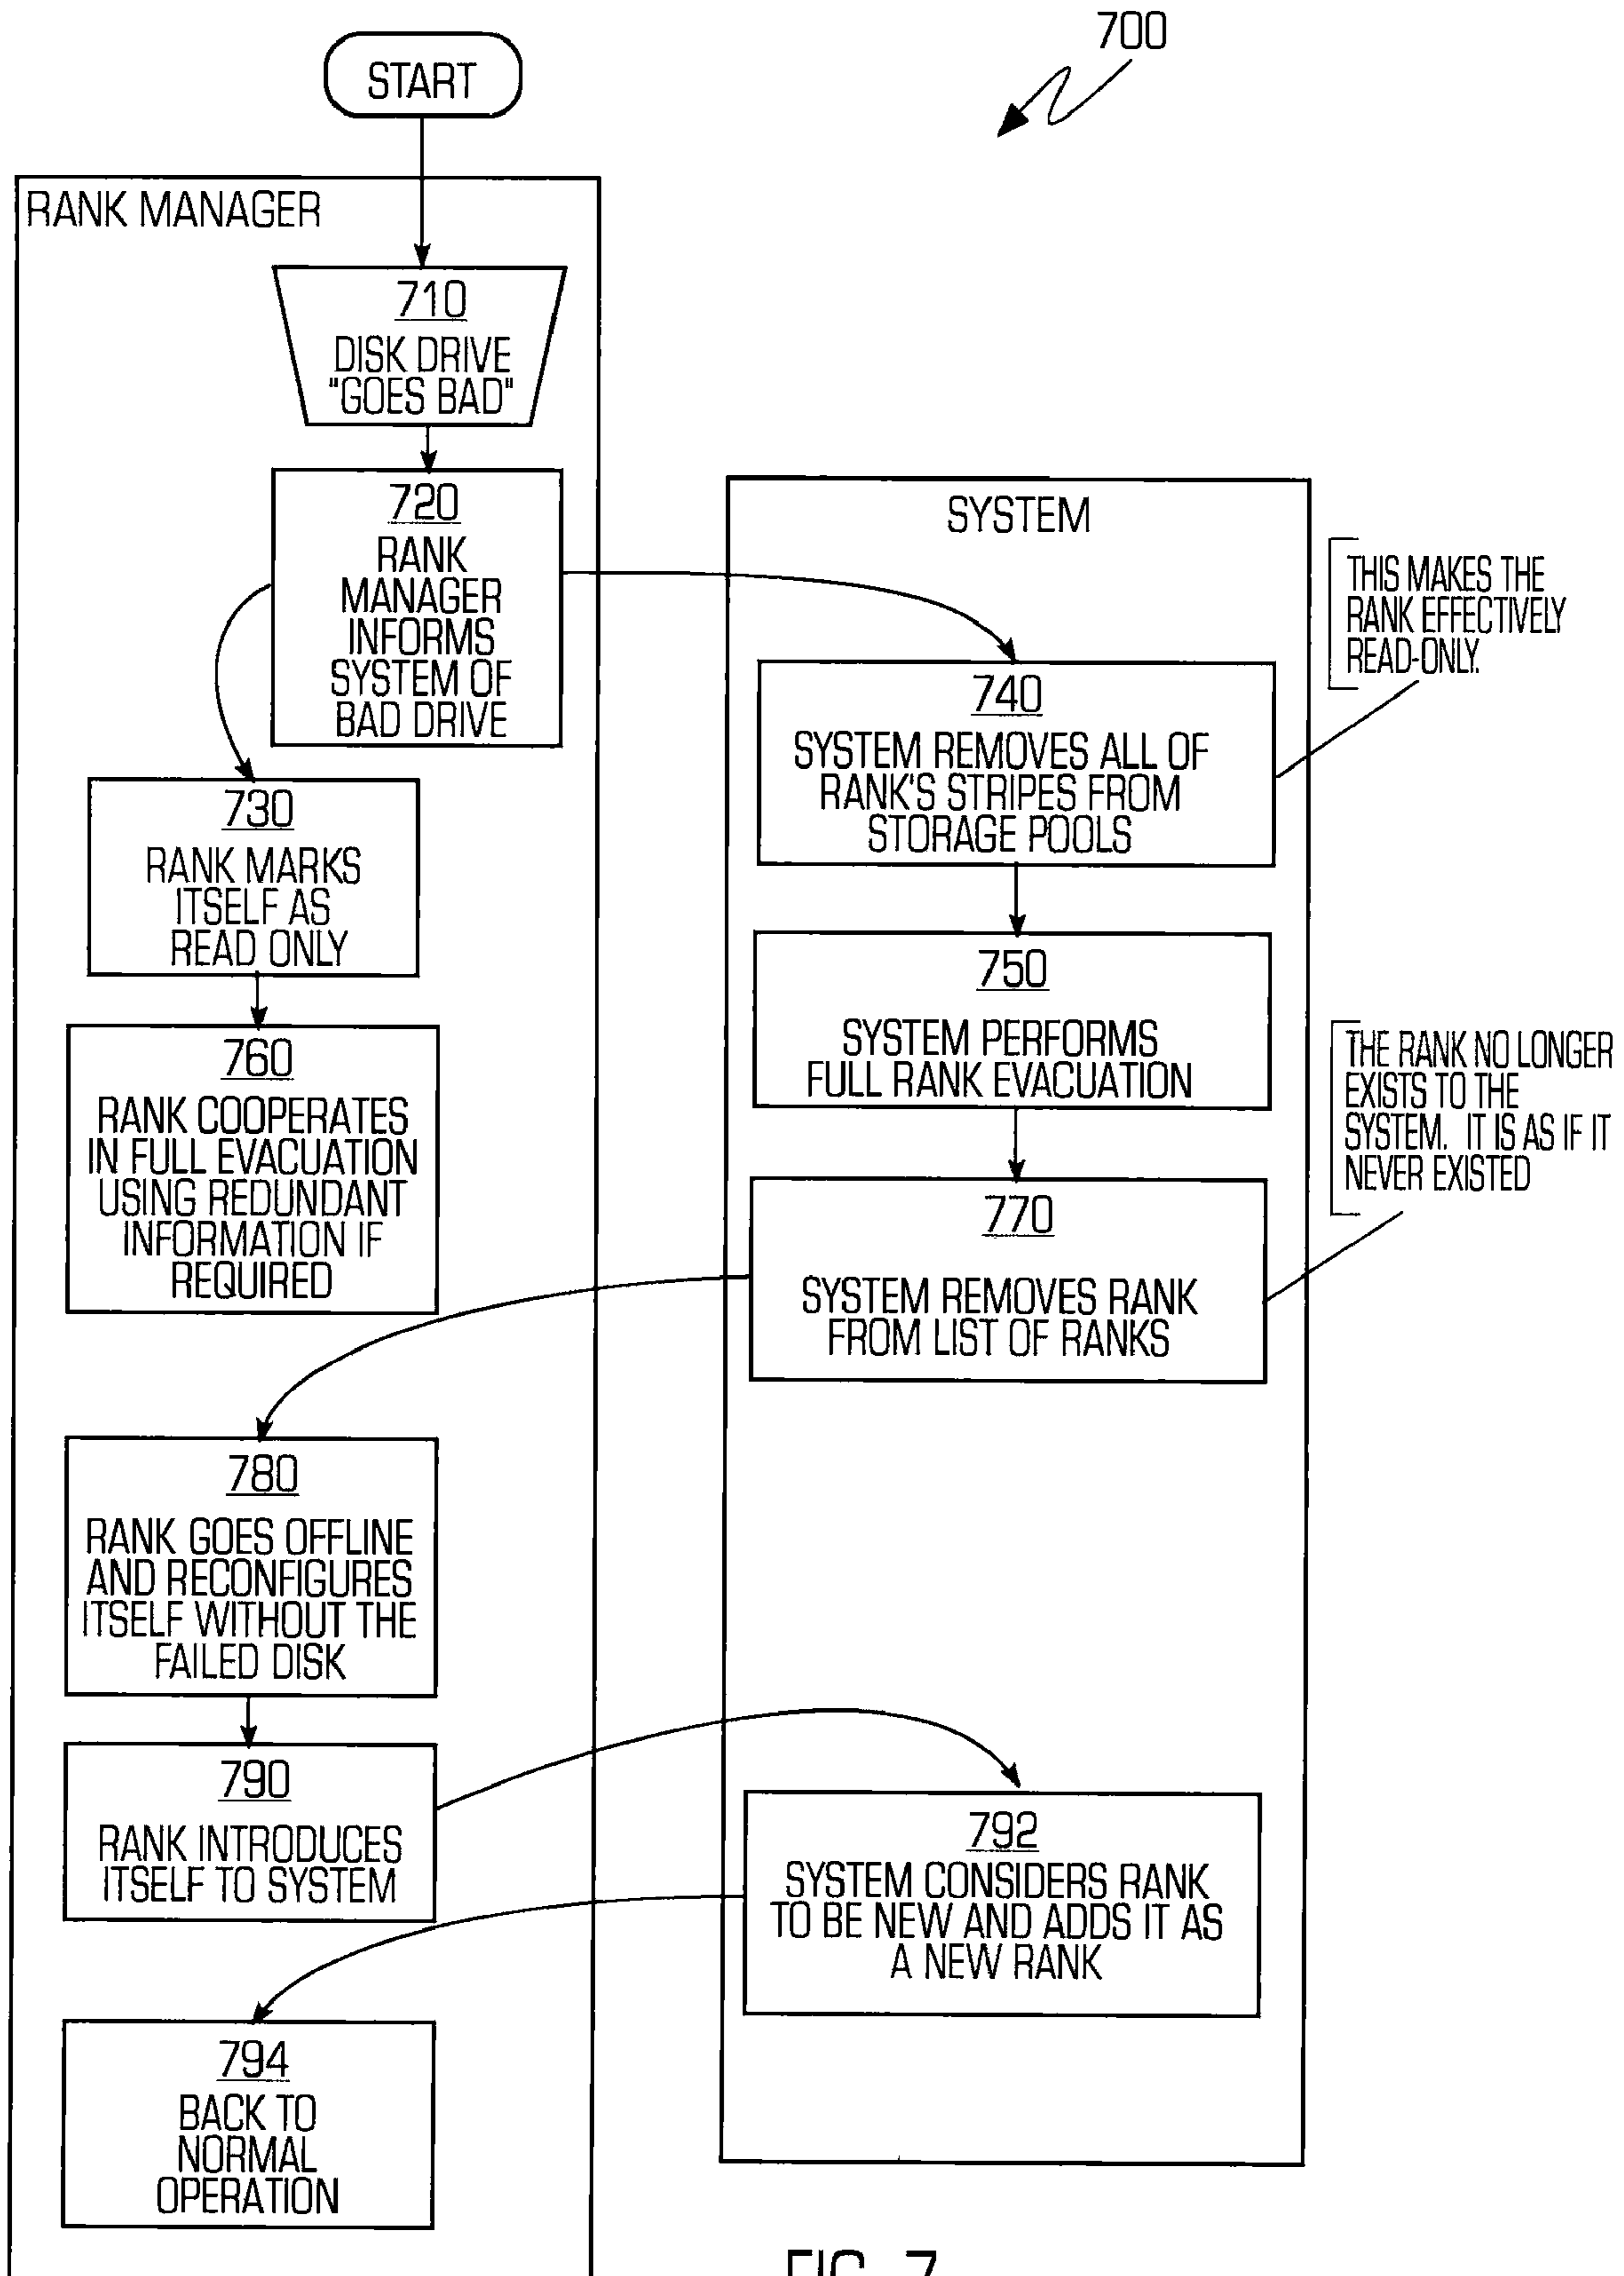 700
START
RANK MANAGER
710
DISK DRIVE
"GOES BAD"
720
RANK
MANAGER
INFORMS
SYSTEM OF
BAD DRIVE
SYSTEM
THIS MAKES THE
RANK EFFECTIVELY
READ-ONLY.
730
RANK MARKS
ITSELF AS
READ ONLY
740
SYSTEM REMOVES ALL OF
RANK'S STRIPES FROM
STORAGE POOLS
750
SYSTEM PERFORMS
FULL RANK EVACUATION
760
RANK COOPERATES
IN FULL EVACUATION
USING REDUNDANT
INFORMATION IF
REQUIRED
THE RANK NO LONGER
EXISTS TO THE
SYSTEM. IT IS AS IF IT
NEVER EXISTED
770
SYSTEM REMOVES RANK
FROM LIST OF RANKS
780
RANK GOES OFFLINE
AND RECONFIGURES
ITSELF WITHOUT THE
FAILED DISK
790
RANK INTRODUCES
ITSELF TO SYSTEM
792
SYSTEM CONSIDERS RANK
TO BE NEW AND ADDS IT AS
A NEW RANK
794
BACK TO
NORMAL
OPERATION
FIG. 7